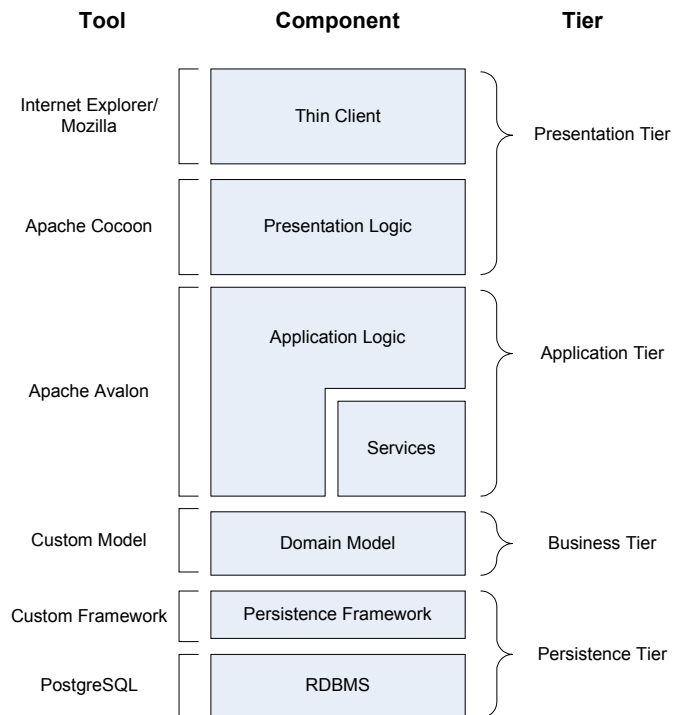 Tool Component Tier
Internet Explorer/
Mozilla
Thin Client
Presentation Tier
Apache Cocoon
Presentation Logic
Application Logic
Application Tier
Apache Avalon
Services
Custom Model
Domain Model
Business Tier
Custom Framework
Persistence Framework
Persistence Tier
PostgreSQL
RDBMS